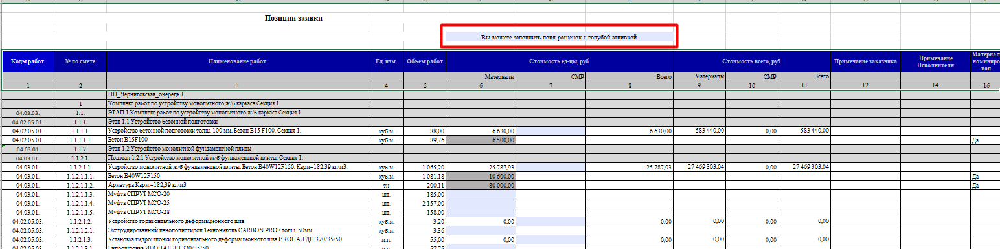 Позиции заявки
Вы можете заполнить поля расценок с голубой заливкой.
Коды работ № по смете Наименование работ Ед. изм. Объем работ Стоимость ед-цы, руб. Стоимость всего, руб. Примечание заказчика Примечание Исполнителя Материал номиниро ван
Материалы СМР Всего Материалы СМР Всего
1 2 3 4 5 6 7 8 9 10 11 12 14 16
НН_Черниговская_очередь 1
1 Комплекс работ по устройству монолитного ж/б каркаса Секция 1
04.03.03. 1.1. ЭТАП 1 Комплекс работ по устройству монолитного ж/б каркаса Секция 1
04.02.05.01. 1.1.1. Этап 1.1 Устройство бетонной подготовки
04.02.05.01. 1.1.1.1. Устройство бетонной подготовки толщ. 100 мм, Бетон В15 F100. Секция 1. куб.м. 88,00 6 630,00 6 630,00 583 440,00 0,00 583 440,00
04.02.05.01. 1.1.1.1.1. Бетон В15F100 куб.м. 89,76 6 500,00 Да
04.03.01 1.1.2. Этап 1.2 Устройство монолитной фундаментной плиты
04.03.01. 1.1.2.1. Подэтап 1.2.1 Устройство монолитной ж/б фундаментной плиты. Секция 1.
04.03.01. 1.1.2.1.1. Устройство монолитной ж/б фундаментной плиты, Бетон В40W12F150, Карм=182,39 кг/м3. куб.м. 1 065,20 25 787,93 25 787,93 27 469 303,04 0,00 27 469 303,04
04.03.01. 1.1.2.1.1.1. Бетон В40W12F150 куб.м. 1 081,18 10 600,00 Да
04.03.01. 1.1.2.1.1.2. Арматура Карм.=182,39 кг/м3 тн 200,11 80 000,00 Да
04.03.01. 1.1.2.1.1.3. Муфта СПРУТ МСО-20 шт. 185,00
04.03.01. 1.1.2.1.1.4. Муфта СПРУТ МСО-25 шт. 2 157,00
04.03.01. 1.1.2.1.1.5. Муфта СПРУТ МСО-28 шт. 158,00
04.02.05.03. 1.1.2.1.2. Устройство горизонтального деформационного шва куб.м. 3,20 0,00 0,00 0,00 0,00 0,00
04.02.05.03. 1.1.2.1.2.1. Экструдированный пенополистирол Технониколь CARBON PROF толщ. 50мм куб.м. 3,36
04.02.05.03. 1.1.2.1.3. Установка гидрошпонки горизонтального деформационного шва ИКОПАЛ ДН 320/35/50 м.п. 55,00 0,00 0,00 0,00 0,00 0,00
04.02.05.03. 1.1.2.1.3.1. Гидрошпонка ИКОПАЛ ДН 320/35/50 м.п. 57,75